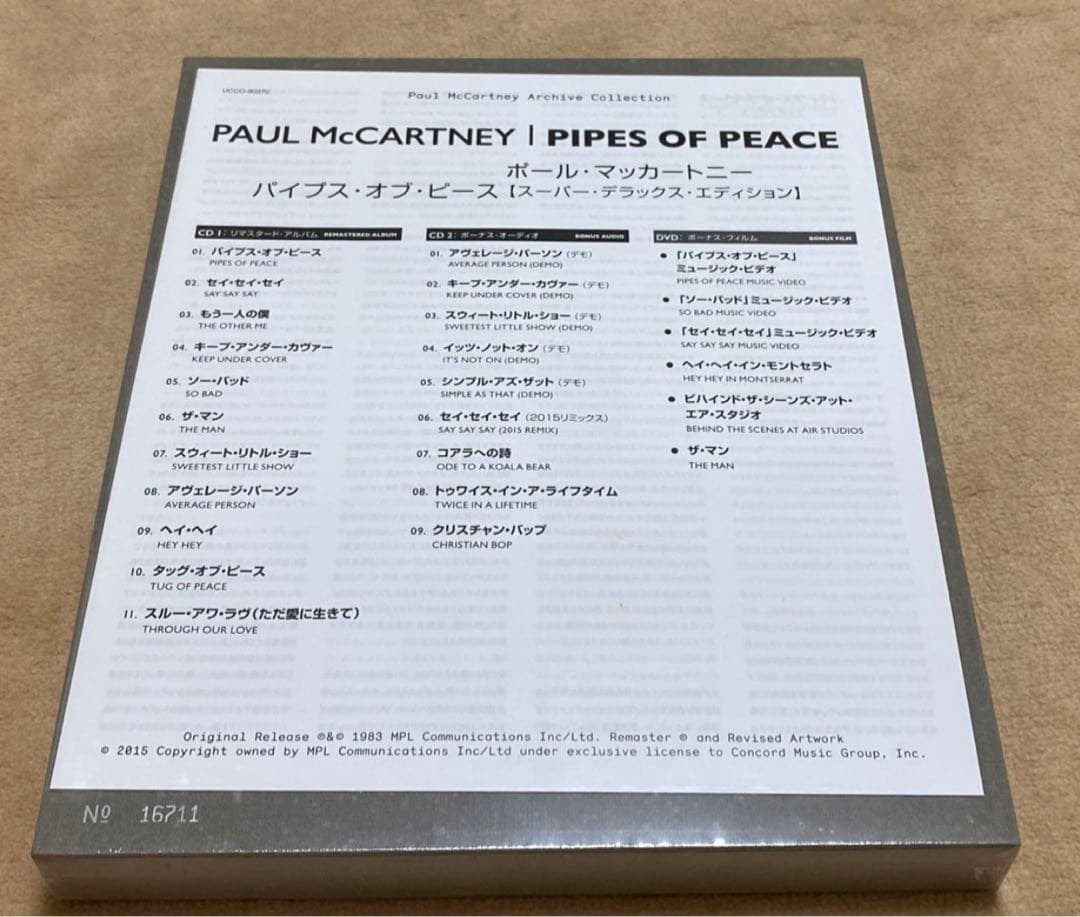 UCCO-90370
Paul McCartney Archive Collection
PAUL McCARTNEY | PIPES OF PEACE
ポール・マッカートニー
パイプス・オブ・ピース【スーパー・デラックス・エディション】
CD 1：リマスタード・アルバム REMASTERED ALBUM
01. パイプス・オブ・ピース
PIPES OF PEACE
02. セイ・セイ・セイ
SAY SAY SAY
03. もう一人の僕
THE OTHER ME
04. キープ・アンダー・カヴァー
KEEP UNDER COVER
05. ソー・バッド
SO BAD
06. ザ・マン
THE MAN
07. スウィート・リトル・ショー
SWEETEST LITTLE SHOW
08. アヴェレージ・パーソン
AVERAGE PERSON
09. ヘイ・ヘイ
HEY HEY
10. タッグ・オブ・ピース
TUG OF PEACE
11. スルー・アワ・ラヴ（ただ愛に生きて）
THROUGH OUR LOVE
CD 2：ボーナス・オーディオ BONUS AUDIO
01. アヴェレージ・パーソン（デモ）
AVERAGE PERSON (DEMO)
02. キープ・アンダー・カヴァー（デモ）
KEEP UNDER COVER (DEMO)
03. スウィート・リトル・ショー（デモ）
SWEETEST LITTLE SHOW (DEMO)
04. イッツ・ノット・オン（デモ）
IT'S NOT ON (DEMO)
05. シンプル・アズ・ザット（デモ）
SIMPLE AS THAT (DEMO)
06. セイ・セイ・セイ（2015リミックス）
SAY SAY SAY (2015 REMIX)
07. コアラへの詩
ODE TO A KOALA BEAR
08. トゥワイス・イン・ア・ライフタイム
TWICE IN A LIFETIME
09. クリスチャン・バップ
CHRISTIAN BOP
DVD：ボーナス・フィルム BONUS FILM
● 「パイプス・オブ・ピース」
ミュージック・ビデオ
PIPES OF PEACE MUSIC VIDEO
● 「ソー・バッド」ミュージック・ビデオ
SO BAD MUSIC VIDEO
● 「セイ・セイ・セイ」ミュージック・ビデオ
SAY SAY SAY MUSIC VIDEO
● ヘイ・ヘイ・イン・モントセラト
HEY HEY IN MONTSERRAT
● ビハインド・ザ・シーンズ・アット・
エア・スタジオ
BEHIND THE SCENES AT AIR STUDIOS
● ザ・マン
THE MAN
Original Release ℗&© 1983 MPL Communications Inc/Ltd. Remaster ℗ and Revised Artwork
© 2015 Copyright owned by MPL Communications Inc/Ltd under exclusive license to Concord Music Group, Inc.
Nº 16711